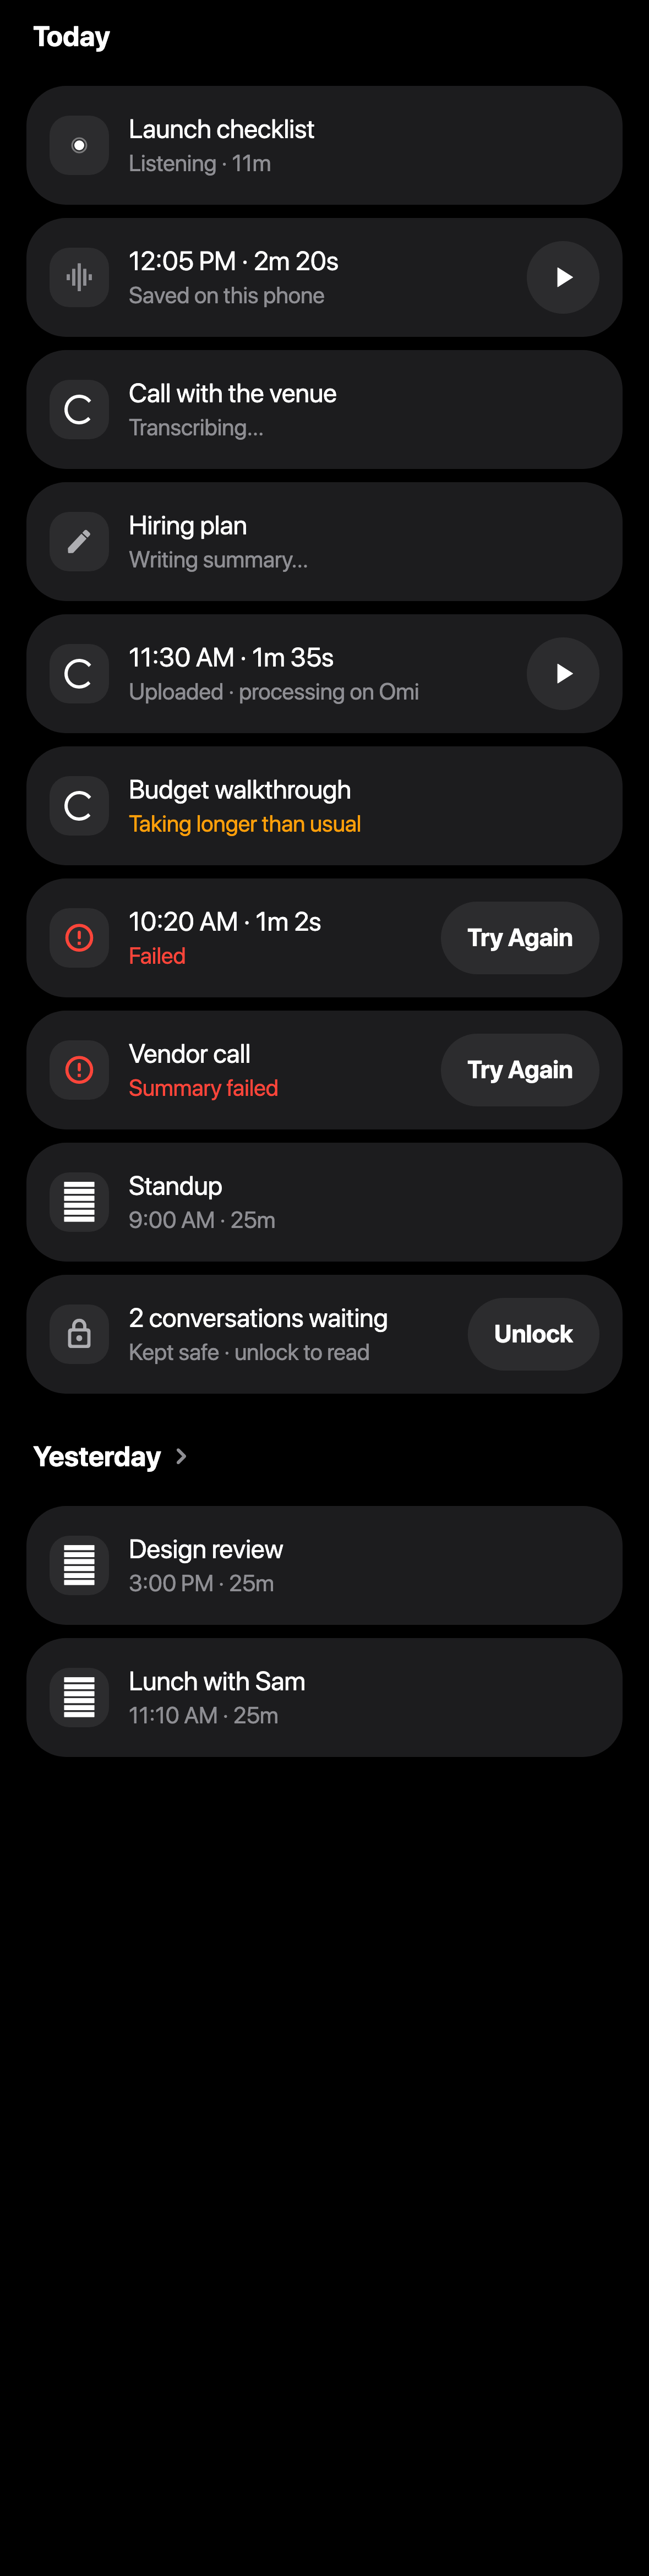 Today
Launch checklist
Listening · 11m
12:05 PM · 2m 20s
Saved on this phone
Call with the venue
Transcribing...
Hiring plan
Writing summary...
11:30 AM · 1m 35s
Uploaded · processing on Omi
Budget walkthrough
Taking longer than usual
10:20 AM · 1m 2s
Failed
Try Again
Vendor call
Summary failed
Try Again
Standup
9:00 AM · 25m
2 conversations waiting
Kept safe · unlock to read
Unlock
Yesterday
Design review
3:00 PM · 25m
Lunch with Sam
11:10 AM · 25m